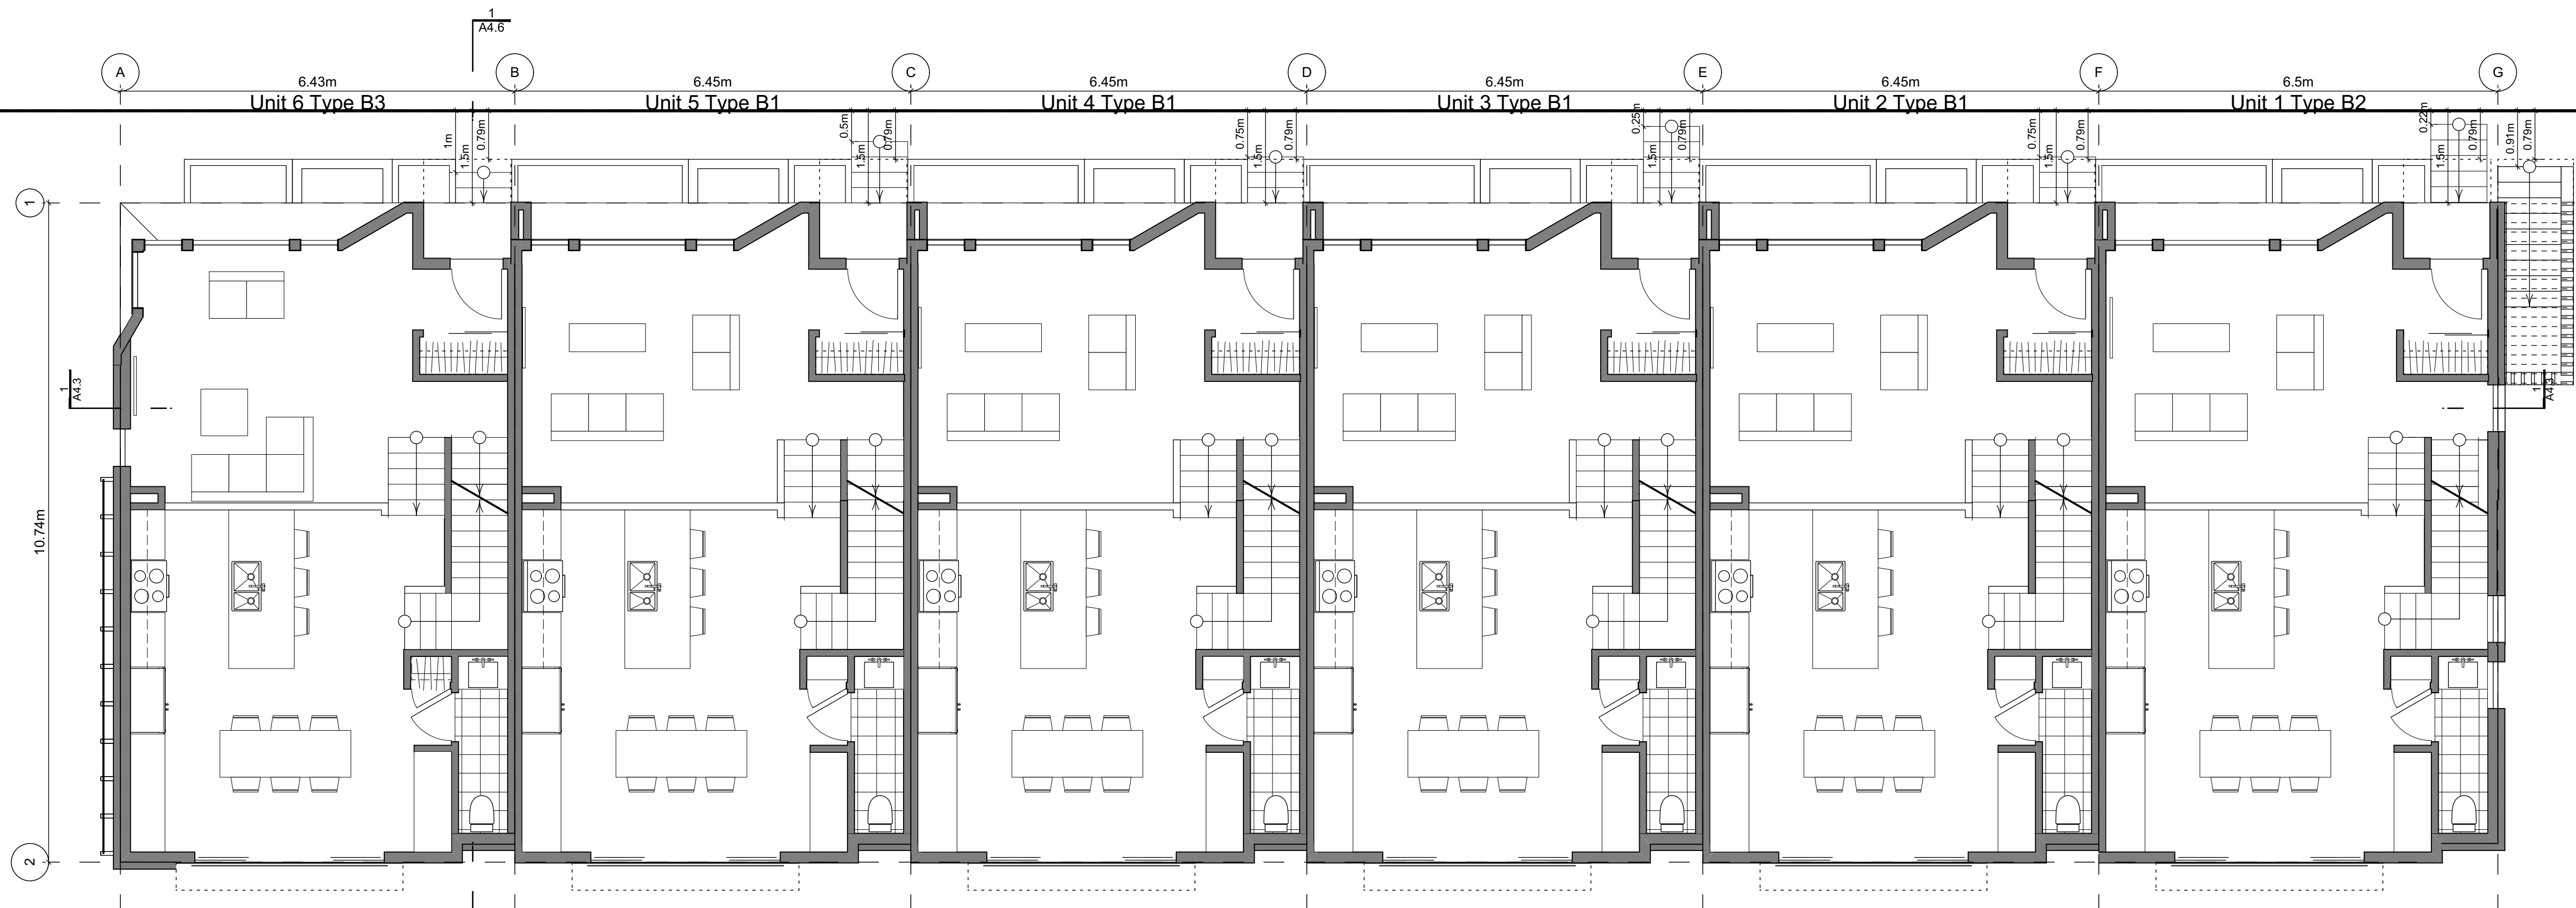 1
A4.6
A
B
C
D
E
F
G
6.43m
6.45m
6.45m
6.45m
6.45m
6.5m
Unit 6 Type B3
Unit 5 Type B1
Unit 4 Type B1
Unit 3 Type B1
Unit 2 Type B1
Unit 1 Type B2
1m
1.5m
0.79m
0.5m
1.5m
0.79m
0.75m
1.5m
0.79m
0.25m
1.5m
0.79m
0.75m
1.5m
0.79m
0.22m
1.5m
0.79m
0.91m
0.79m
1
1
A4.3
1
A4.3
10.74m
2